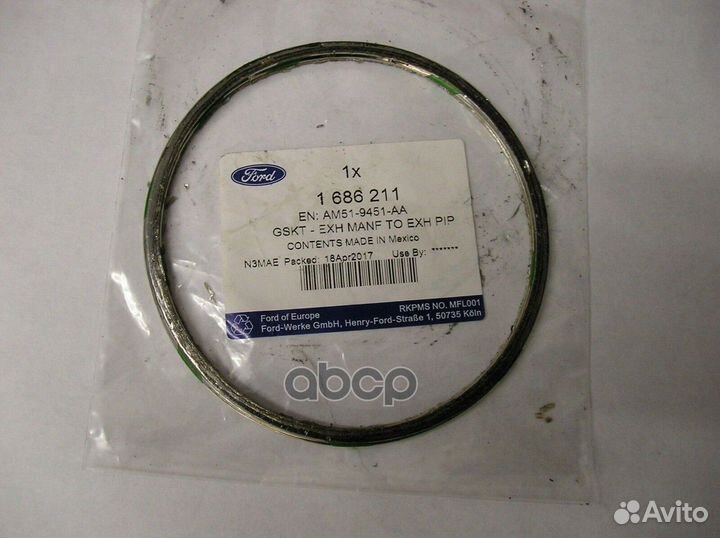 Ford
1x
1 686 211
EN: AM51-9451-AA
GSKT - EXH MANF TO EXH PIP
CONTENTS MADE IN Mexico
N3MAE Packed: 18Apr2017 Use By: *******
RKPMS NO. MFL001
Ford of Europe
Ford-Werke GmbH, Henry-Ford-Straße 1, 50735 Köln
abcp
Avito